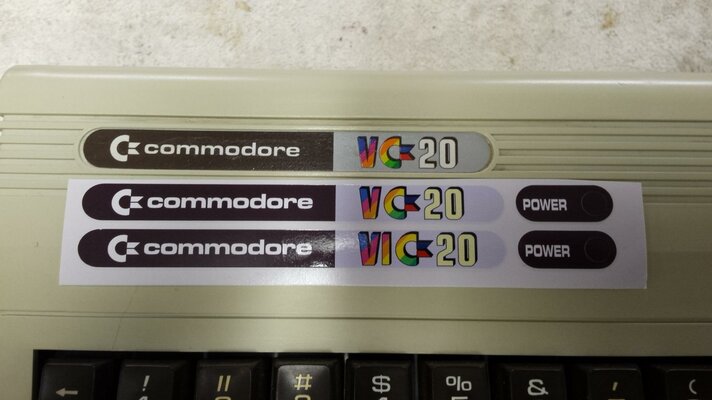 commodore VC-20
commodore VC-20 POWER
commodore VIC-20 POWER
← ! " # $ % & ' (